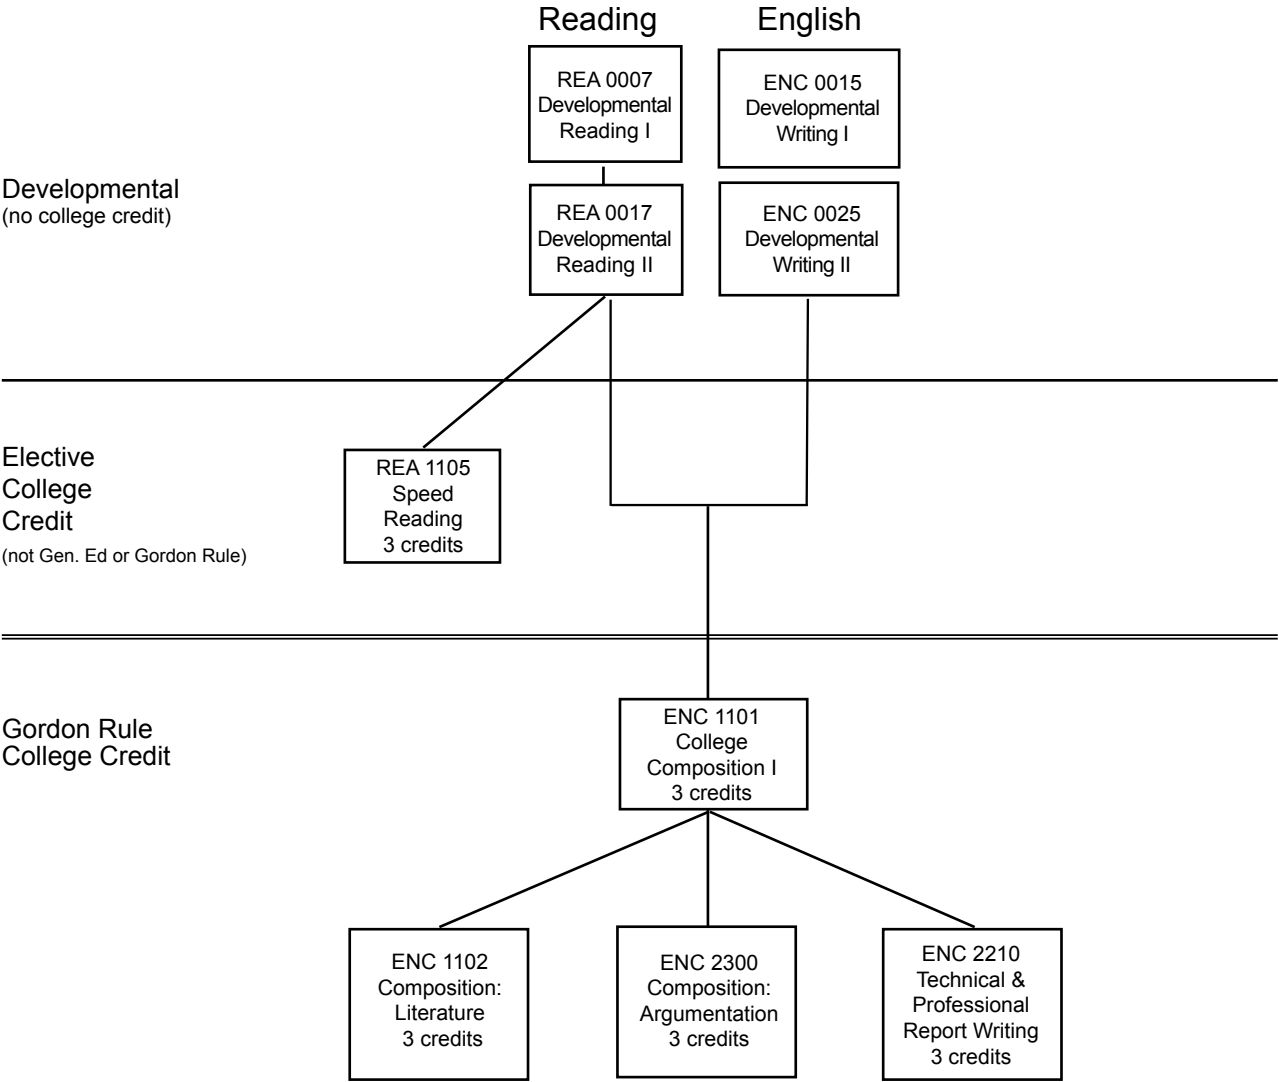 Reading
English
REA 0007
Developmental
Reading I
ENC 0015
Developmental
Writing I
Developmental
(no college credit)
REA 0017
Developmental
Reading II
ENC 0025
Developmental
Writing II
Elective
College
Credit
(not Gen. Ed or Gordon Rule)
REA 1105
Speed
Reading
3 credits
Gordon Rule
College Credit
ENC 1101
College
Composition I
3 credits
ENC 1102
Composition:
Literature
3 credits
ENC 2300
Composition:
Argumentation
3 credits
ENC 2210
Technical &
Professional
Report Writing
3 credits